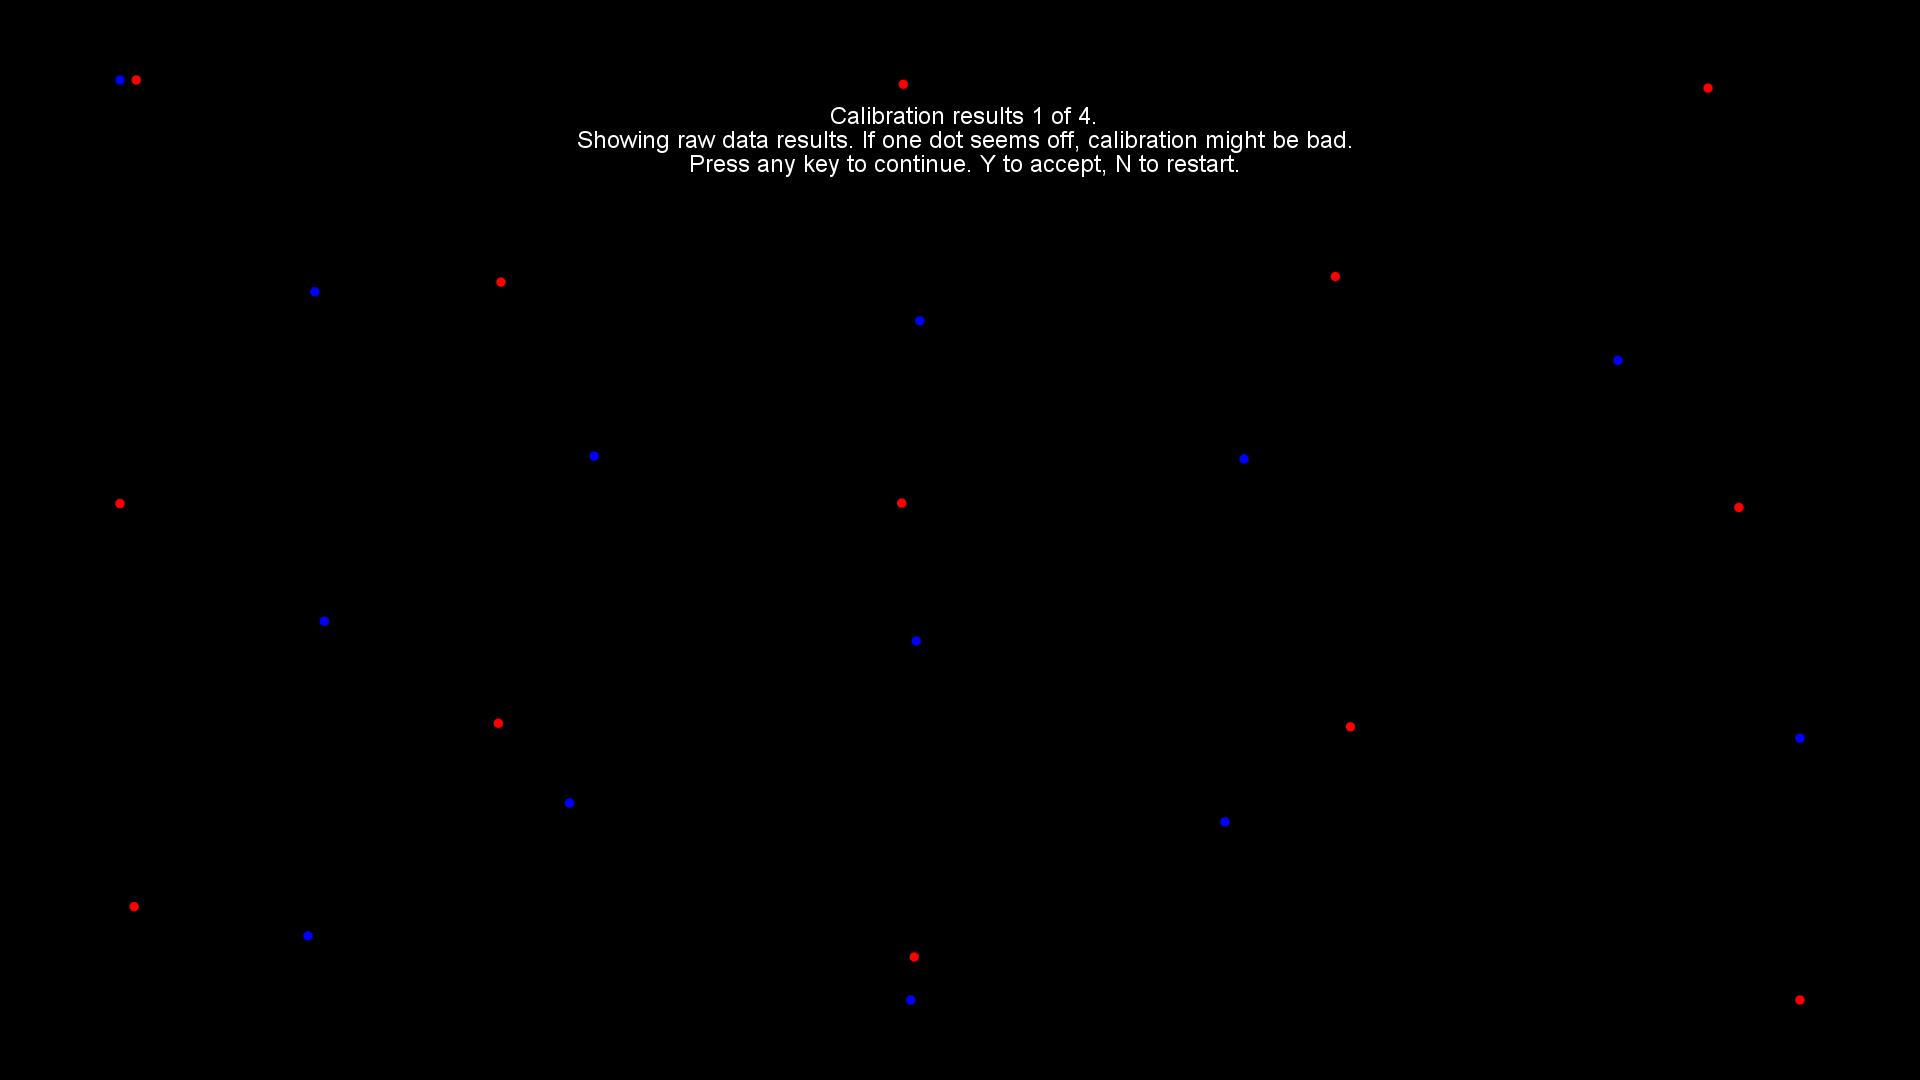 Calibration results 1 of 4.
Showing raw data results. If one dot seems off, calibration might be bad.
Press any key to continue. Y to accept, N to restart.